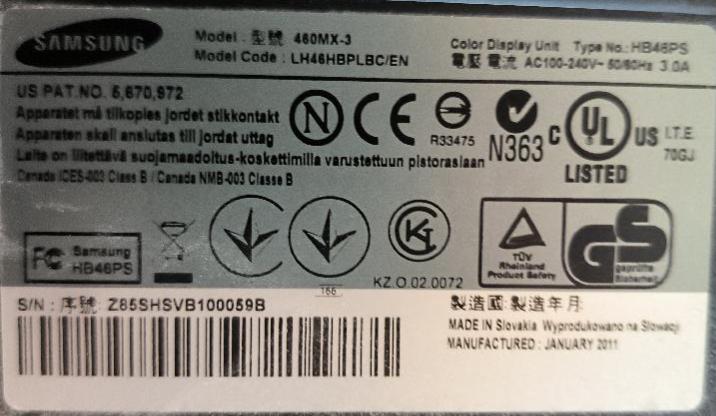 SAMSUNG
Model : 型號 460MX-3
Model Code : LH46HBPLBC/EN
Color Display Unit Type No.: HB46PS
電壓 電流 AC100-240V~ 50/60Hz 3.0A
US PAT.NO. 5,670,972
Apparatet må tilkoples jordet stikkontakt
Apparaten skall anslutas till jordat uttag
Laite on liitettävä suojamaadoitus-koskettimilla varustettuun pistorasiaan
Canada ICES-003 Class B / Canada NMB-003 Classe B
N
CE
R33475
N363
C UL US
LISTED
I.T.E.
70GJ
FC Samsung
HB46PS
166
KZ.O.02.0072
TÜV
Rheinland
Product Safety
GS
geprüfte
Sicherheit
S/N : 序號 Z85SHSVB100059B
製造國 製造年月
MADE IN Slovakia Wyprodukowano na Słowacji
MANUFACTURED : JANUARY 2011